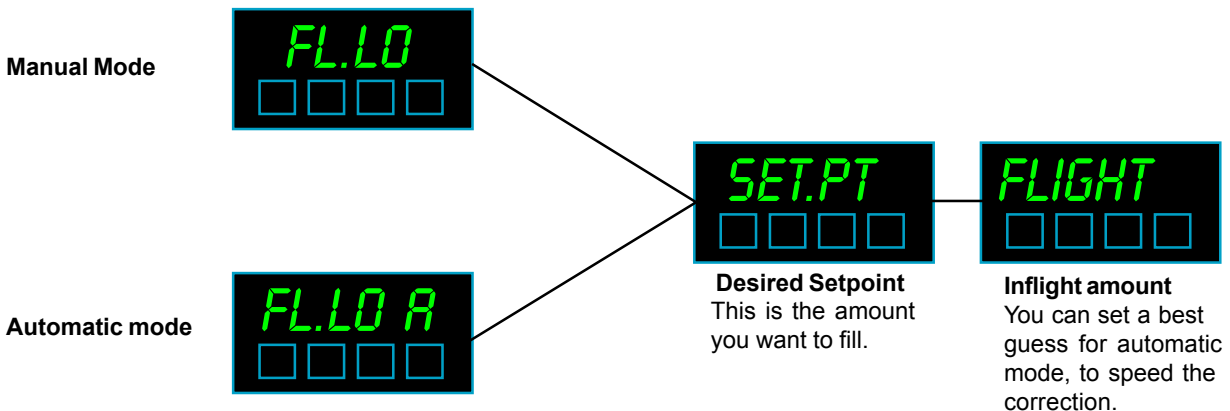 Manual Mode
FL.LO
Automatic mode
FL.LO A
SET.PT
Desired Setpoint
This is the amount
you want to fill.
FLIGHT
Inflight amount
You can set a best
guess for automatic
mode, to speed the
correction.